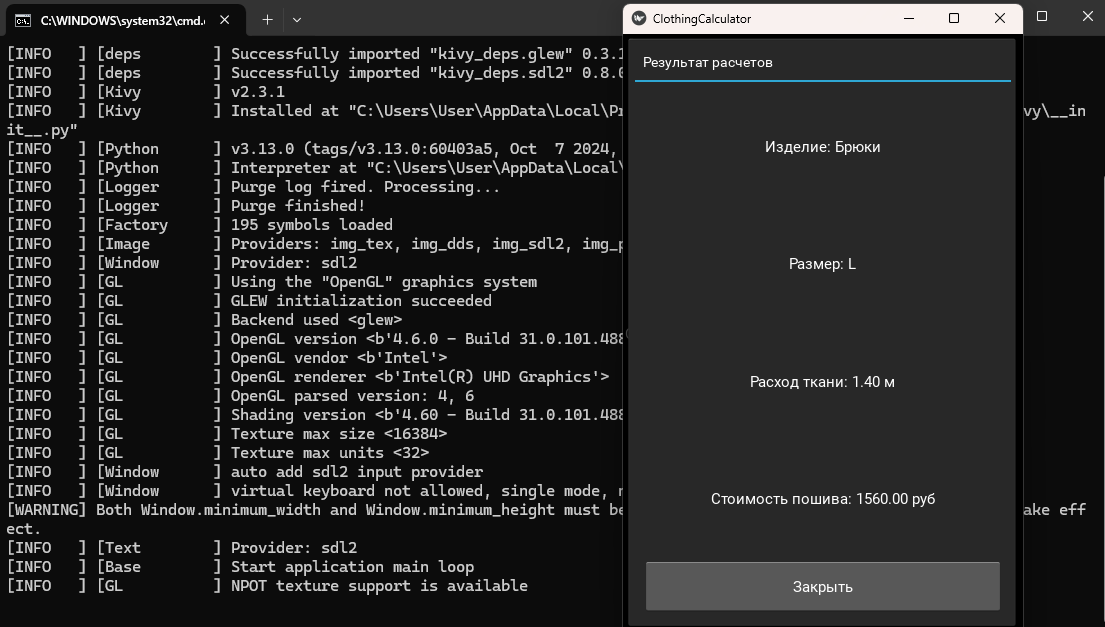 C:\WINDOWS\system32\cmd.
[INFO   ] [deps        ] Successfully imported "kivy_deps.glew" 0.3.1
[INFO   ] [deps        ] Successfully imported "kivy_deps.sdl2" 0.8.0
[INFO   ] [Kivy        ] v2.3.1
[INFO   ] [Kivy        ] Installed at "C:\Users\User\AppData\Local\Pr vy\__in
it__.py"
[INFO   ] [Python      ] v3.13.0 (tags/v3.13.0:60403a5, Oct  7 2024,
[INFO   ] [Python      ] Interpreter at "C:\Users\User\AppData\Local\
[INFO   ] [Logger      ] Purge log fired. Processing...
[INFO   ] [Logger      ] Purge finished!
[INFO   ] [Factory     ] 195 symbols loaded
[INFO   ] [Image       ] Providers: img_tex, img_dds, img_sdl2, img_p
[INFO   ] [Window      ] Provider: sdl2
[INFO   ] [GL          ] Using the "OpenGL" graphics system
[INFO   ] [GL          ] GLEW initialization succeeded
[INFO   ] [GL          ] Backend used <glew>
[INFO   ] [GL          ] OpenGL version <b'4.6.0 - Build 31.0.101.488
[INFO   ] [GL          ] OpenGL vendor <b'Intel'>
[INFO   ] [GL          ] OpenGL renderer <b'Intel(R) UHD Graphics'>
[INFO   ] [GL          ] OpenGL parsed version: 4, 6
[INFO   ] [GL          ] Shading version <b'4.60 - Build 31.0.101.488
[INFO   ] [GL          ] Texture max size <16384>
[INFO   ] [GL          ] Texture max units <32>
[INFO   ] [Window      ] auto add sdl2 input provider
[INFO   ] [Window      ] virtual keyboard not allowed, single mode, n
[WARNING] Both Window.minimum_width and Window.minimum_height must be ake eff
ect.
[INFO   ] [Text        ] Provider: sdl2
[INFO   ] [Base        ] Start application main loop
[INFO   ] [GL          ] NPOT texture support is available
ClothingCalculator
Результат расчетов
Изделие: Брюки
Размер: L
Расход ткани: 1.40 м
Стоимость пошива: 1560.00 руб
Закрыть